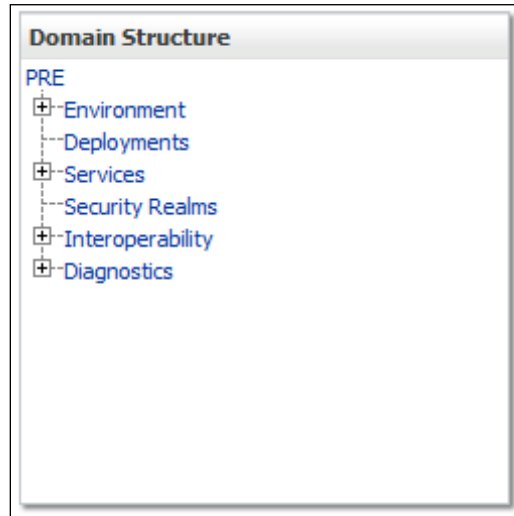 Domain Structure
PRE
Environment
Deployments
Services
Security Realms
Interoperability
Diagnostics